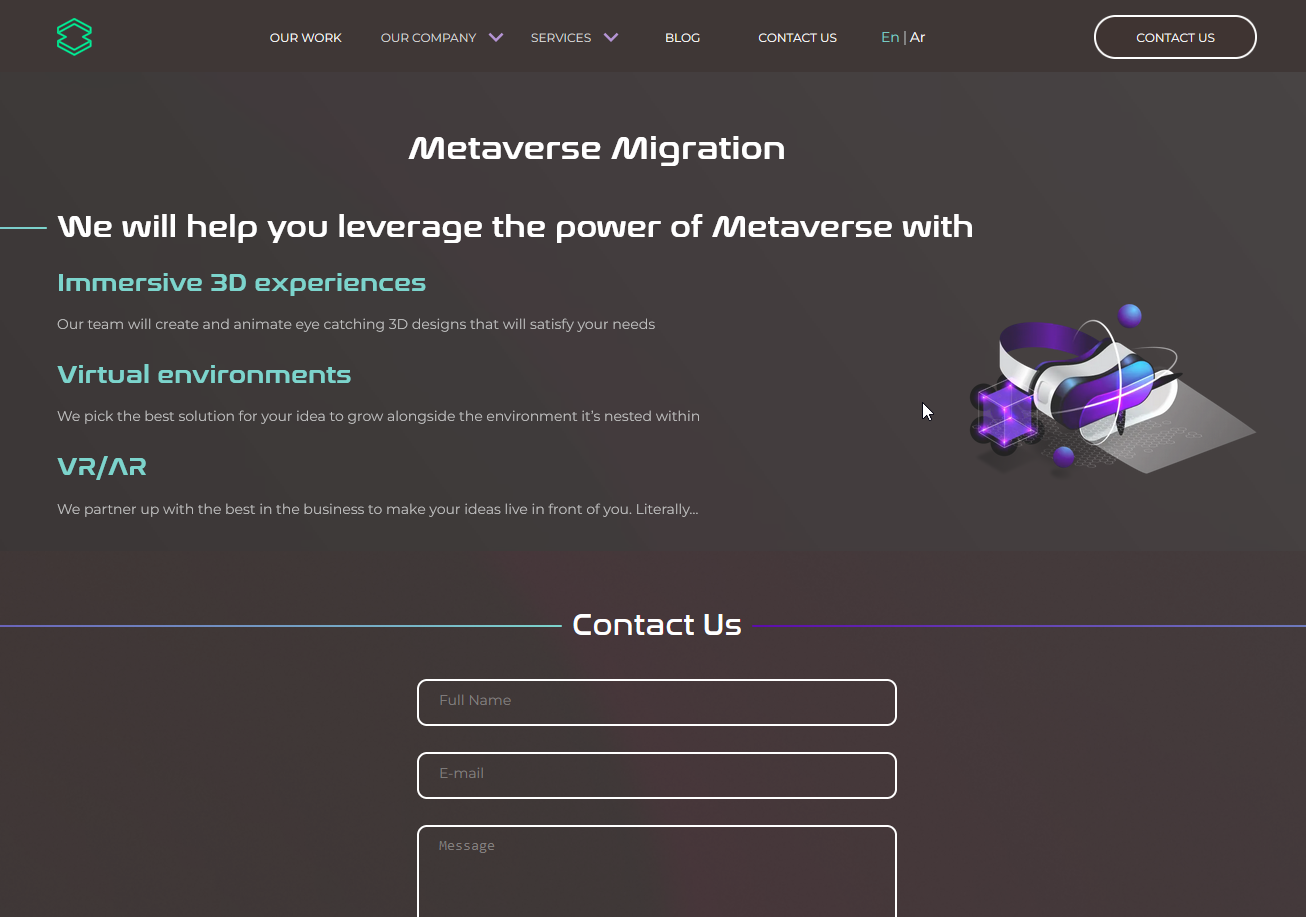 OUR WORK OUR COMPANY SERVICES BLOG CONTACT US En | Ar CONTACT US
Metaverse Migration
We will help you leverage the power of Metaverse with
Immersive 3D experiences
Our team will create and animate eye catching 3D designs that will satisfy your needs
Virtual environments
We pick the best solution for your idea to grow alongside the environment it’s nested within
VR/AR
We partner up with the best in the business to make your ideas live in front of you. Literally...
Contact Us
Full Name
E-mail
Message